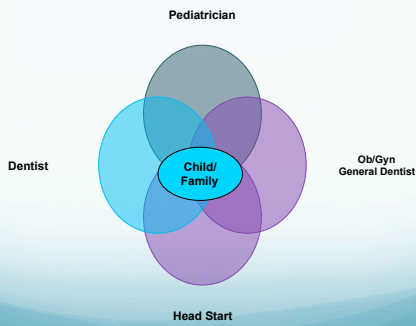 Pediatrician
Dentist
Child/
Family
Ob/Gyn
General Dentist
Head Start